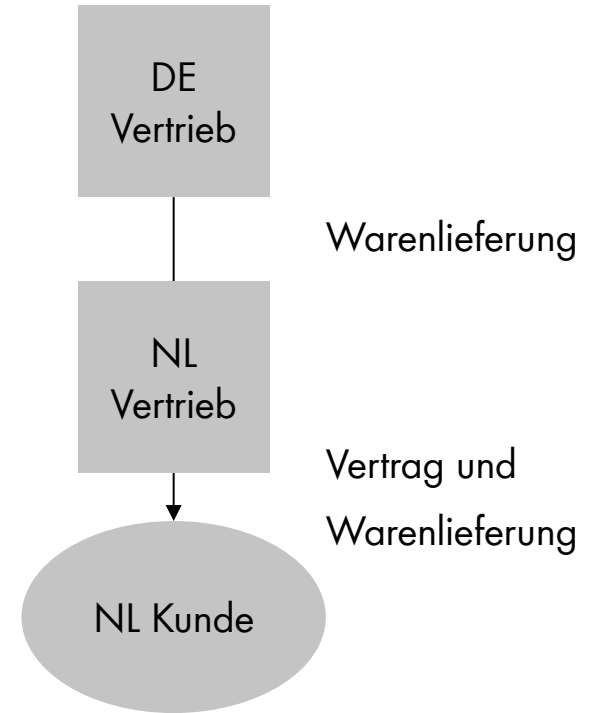 DE
Vertrieb
Warenlieferung
NL
Vertrieb
Vertrag und
Warenlieferung
NL Kunde